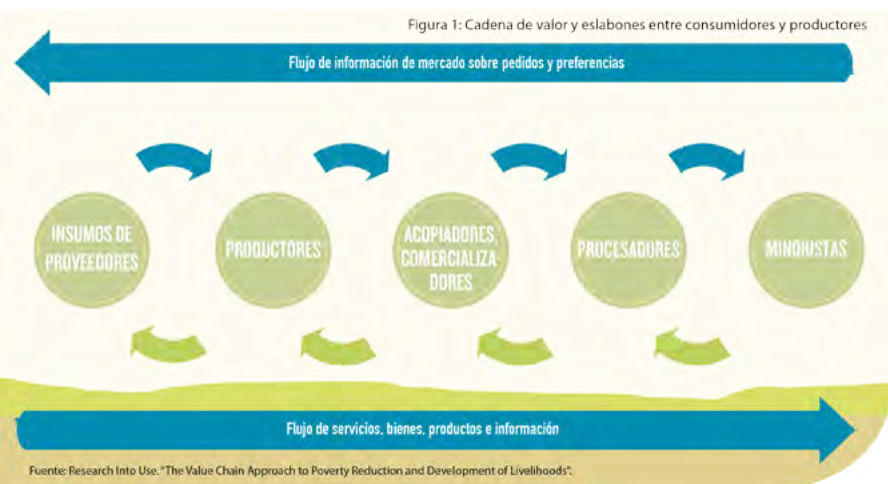 Figura 1: Cadena de valor y eslabones entre consumidores y productores
Flujo de información de mercado sobre pedidos y preferencias
INSUMOS DE
PROVEEDORES
PRODUCTORES
ACOPIADORES,
COMERCIALIZA
DORES
PROCESADORES
MINORISTAS
Flujo de servicios, bienes, productos e información
Fuente: Research Into Use. "The Value Chain Approach to Poverty Reduction and Development of Livelihoods".